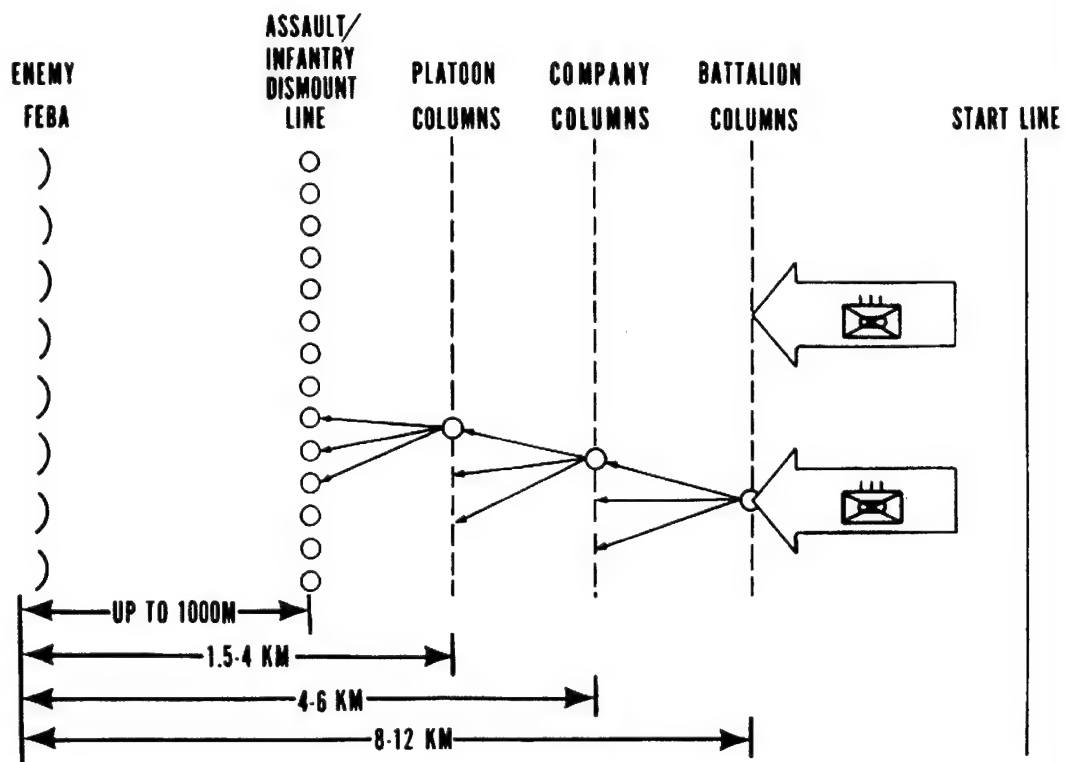 ENEMY
FEBA
ASSAULT/
INFANTRY
DISMOUNT
LINE
PLATOON
COLUMNS
COMPANY
COLUMNS
BATTALION
COLUMNS
START LINE
UP TO 1000M
1.5-4 KM
4-6 KM
8-12 KM